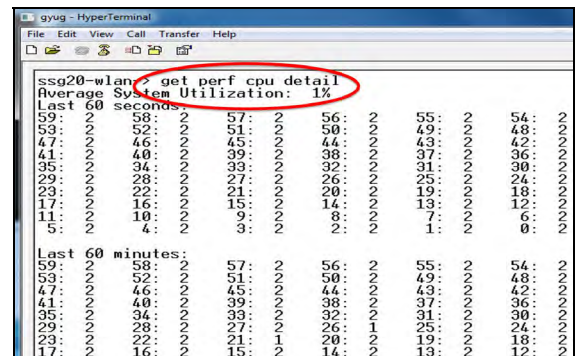 gyug - HyperTerminal
File Edit View Call Transfer Help
ssg20-wlan-> get perf cpu detail
Average System Utilization: 1%
Last 60 seconds:
59: 2 58: 2 57: 2 56: 2 55: 2 54: 2
53: 2 52: 2 51: 2 50: 2 49: 2 48: 2
47: 2 46: 2 45: 2 44: 2 43: 2 42: 2
41: 2 40: 2 39: 2 38: 2 37: 2 36: 2
35: 2 34: 2 33: 2 32: 2 31: 2 30: 2
29: 2 28: 2 27: 2 26: 2 25: 2 24: 2
23: 2 22: 2 21: 2 20: 2 19: 2 18: 2
17: 2 16: 2 15: 2 14: 2 13: 2 12: 2
11: 2 10: 2 9: 2 8: 2 7: 2 6: 2
5: 2 4: 2 3: 2 2: 2 1: 2 0: 2
Last 60 minutes:
59: 2 58: 2 57: 2 56: 2 55: 2 54: 2
53: 2 52: 2 51: 2 50: 2 49: 2 48: 2
47: 2 46: 2 45: 2 44: 2 43: 2 42: 2
41: 2 40: 2 39: 2 38: 2 37: 2 36: 2
35: 2 34: 2 33: 2 32: 2 31: 2 30: 2
29: 2 28: 2 27: 2 26: 1 25: 2 24: 2
23: 2 22: 2 21: 1 20: 2 19: 2 18: 2
17: 2 16: 2 15: 2 14: 2 13: 2 12: 2